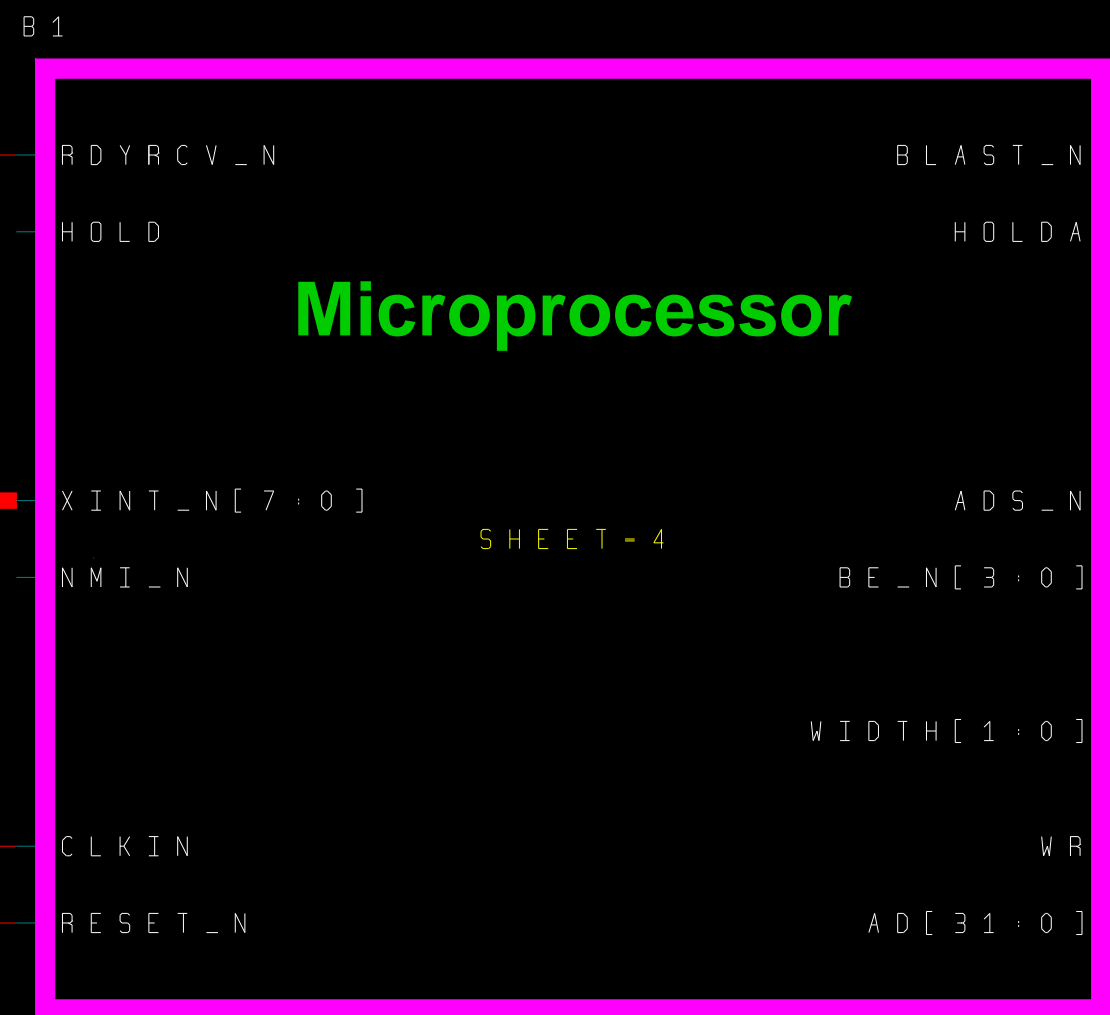 B1
RDYRCV_N BLAST_N
HOLD HOLDA
Microprocessor
XINT_N[7:0] ADS_N
SHEET-4
NMI_N BE_N[3:0]
WIDTH[1:0]
CLKIN WR
RESET_N AD[31:0]